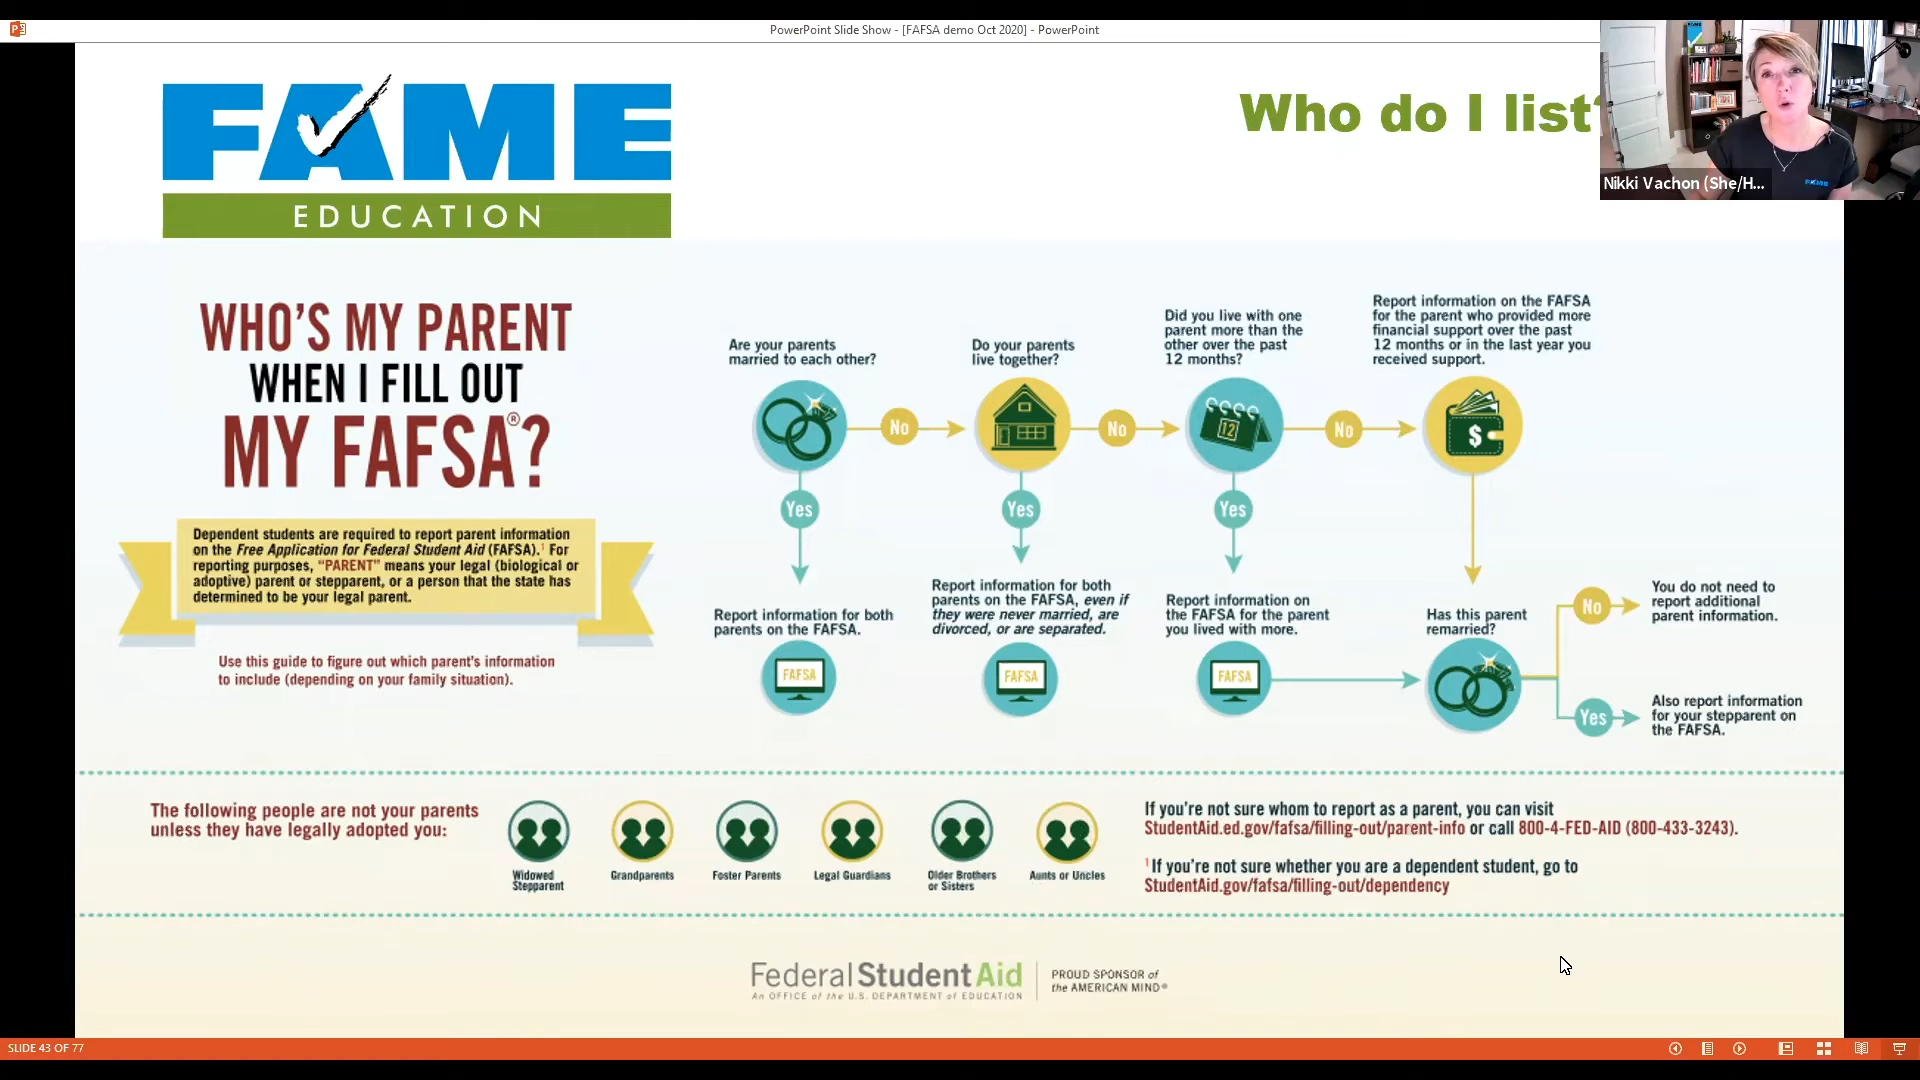 PowerPoint Slide Show - [FAFSA demo Oct 2020] - PowerPoint
FAME
EDUCATION
Who do I list?
FAME
Nikki Vachon (She/H...
WHO'S MY PARENT
WHEN I FILL OUT
MY FAFSA®?
Dependent students are required to report parent information
on the Free Application for Federal Student Aid (FAFSA).¹ For
reporting purposes, "PARENT" means your legal (biological or
adoptive) parent or stepparent, or a person that the state has
determined to be your legal parent.
Use this guide to figure out which parent's information
to include (depending on your family situation).
Are your parents
married to each other?
No
Do your parents
live together?
No
Did you live with one
parent more than the
other over the past
12 months?
12
No
Report information on the FAFSA
for the parent who provided more
financial support over the past
12 months or in the last year you
received support.
$
Yes
Report information for both
parents on the FAFSA.
FAFSA
Yes
Report information for both
parents on the FAFSA, even if
they were never married, are
divorced, or are separated.
FAFSA
Yes
Report information on
the FAFSA for the parent
you lived with more.
FAFSA
Has this parent
remarried?
No
You do not need to
report additional
parent information.
Yes
Also report information
for your stepparent on
the FAFSA.
The following people are not your parents
unless they have legally adopted you:
Widowed
Stepparent
Grandparents
Foster Parents
Legal Guardians
Older Brothers
or Sisters
Aunts or Uncles
If you're not sure whom to report as a parent, you can visit
StudentAid.ed.gov/fafsa/filling-out/parent-info or call 800-4-FED-AID (800-433-3243).
¹If you're not sure whether you are a dependent student, go to
StudentAid.gov/fafsa/filling-out/dependency
Federal Student Aid
An OFFICE of the U.S. DEPARTMENT of EDUCATION
PROUD SPONSOR of
the AMERICAN MIND®
SLIDE 43 OF 77